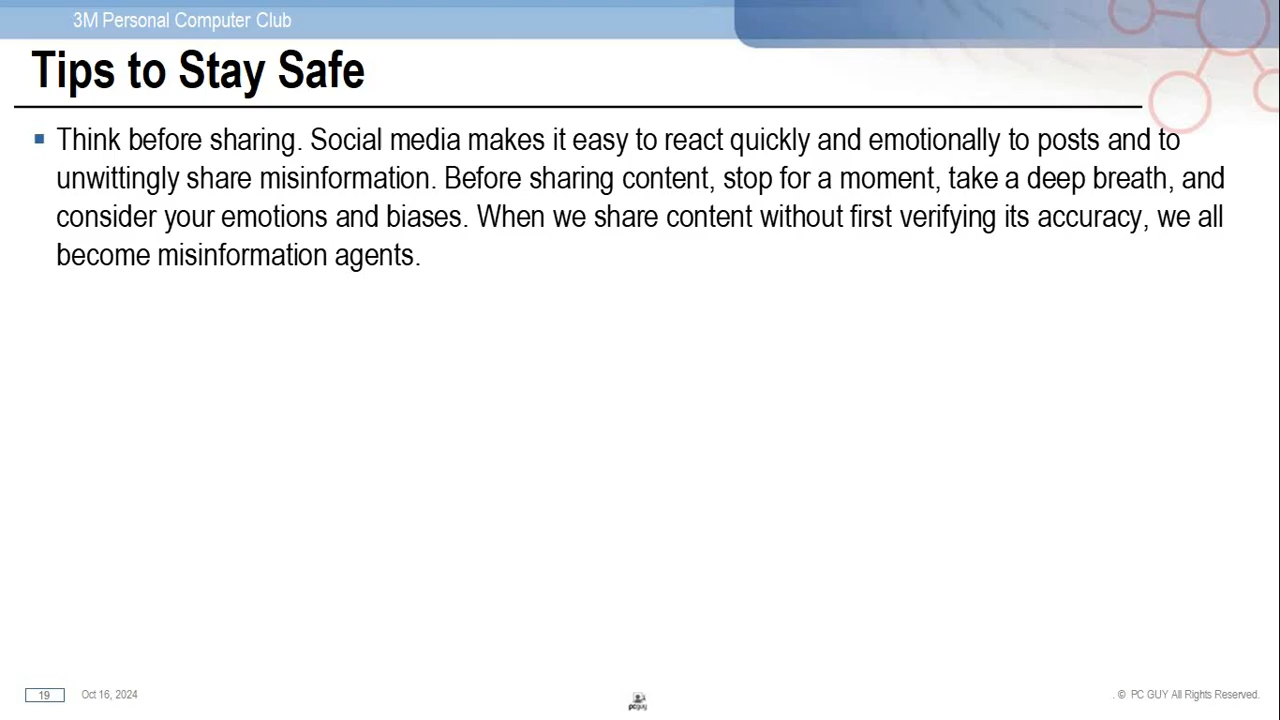 3M Personal Computer Club
Tips to Stay Safe
Think before sharing. Social media makes it easy to react quickly and emotionally to posts and to
unwittingly share misinformation. Before sharing content, stop for a moment, take a deep breath, and
consider your emotions and biases. When we share content without first verifying its accuracy, we all
become misinformation agents.
19
Oct 16, 2024
pcguy
. © PC GUY All Rights Reserved.